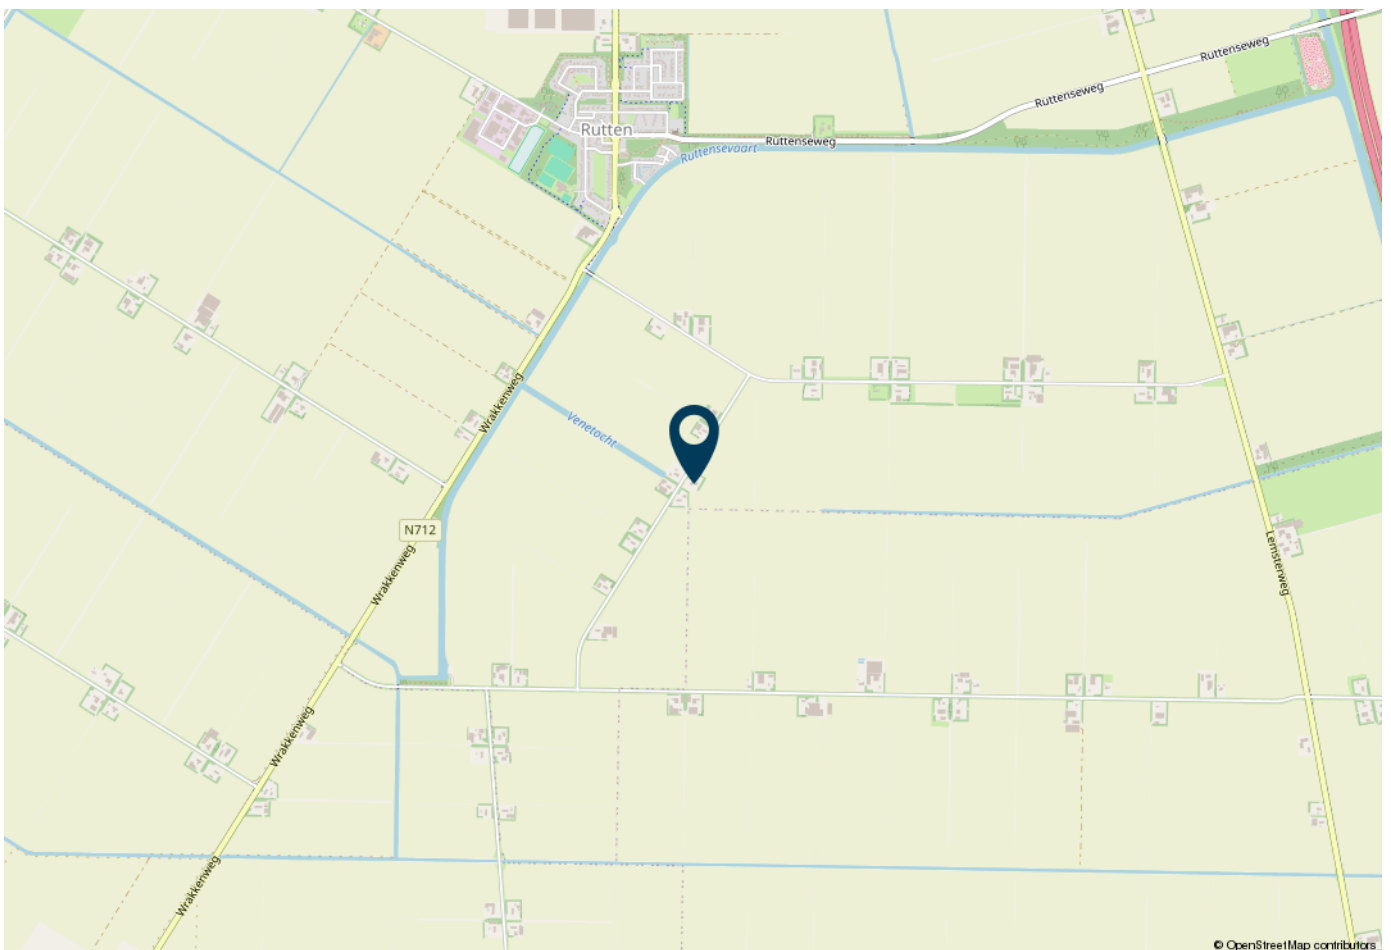 Ruttenseweg
Ruttenseweg
Rutten
Ruttenseweg
Ruttensevaart
Wrakkenweg
Venetocht
N712
Lemsterweg
Wrakkenweg
Wrakkenweg
Wrakkenweg
© OpenStreetMap contributors